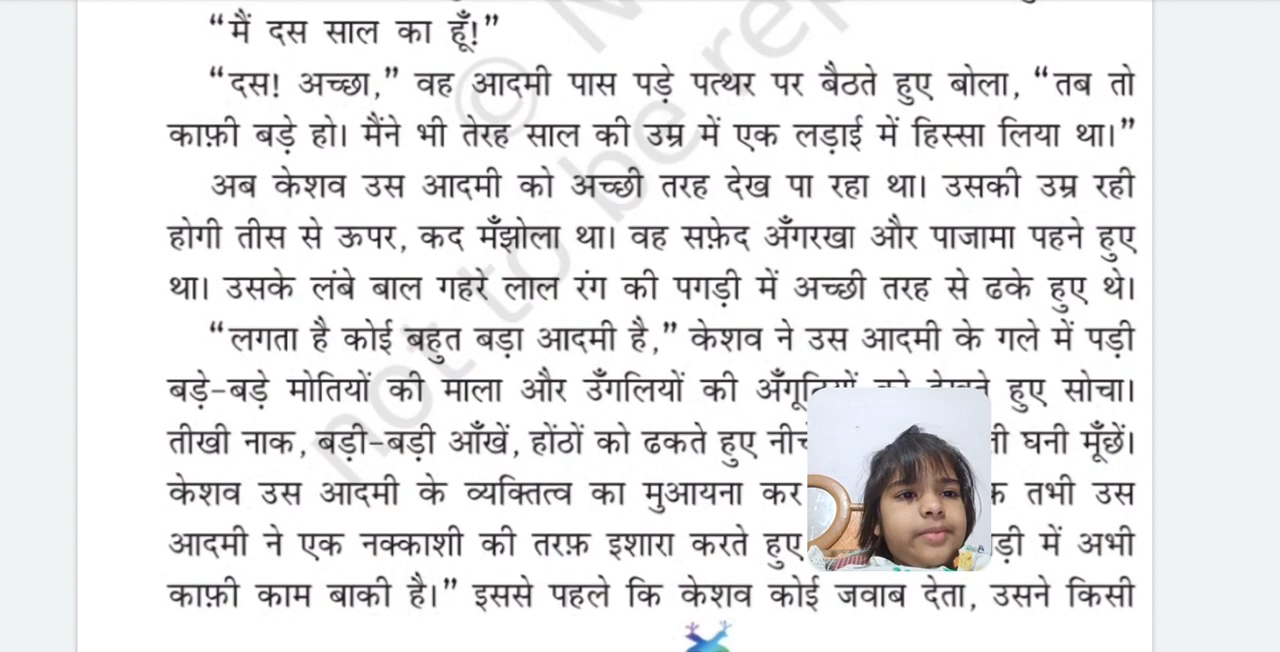 “मैं दस साल का हूँ!”
“दस! अच्छा,” वह आदमी पास पड़े पत्थर पर बैठते हुए बोला, “तब तो
काफ़ी बड़े हो। मैंने भी तेरह साल की उम्र में एक लड़ाई में हिस्सा लिया था।”
अब केशव उस आदमी को अच्छी तरह देख पा रहा था। उसकी उम्र रही
होगी तीस से ऊपर, कद मँझोला था। वह सफ़ेद अँगरखा और पाजामा पहने हुए
था। उसके लंबे बाल गहरे लाल रंग की पगड़ी में अच्छी तरह से ढके हुए थे।
“लगता है कोई बहुत बड़ा आदमी है,” केशव ने उस आदमी के गले में पड़ी
बड़े-बड़े मोतियों की माला और उँगलियों की हुए सोचा।
तीखी नाक, बड़ी-बड़ी आँखें, होंठों को ढकते हुए घनी मूँछें।
केशव उस आदमी के व्यक्तित्व का मुआयना कर तभी उस
आदमी ने एक नक्काशी की तरफ़ इशारा करते हुए में अभी
काफ़ी काम बाकी है।” इससे पहले कि केशव कोई जवाब देता, उसने किसी
© not to be